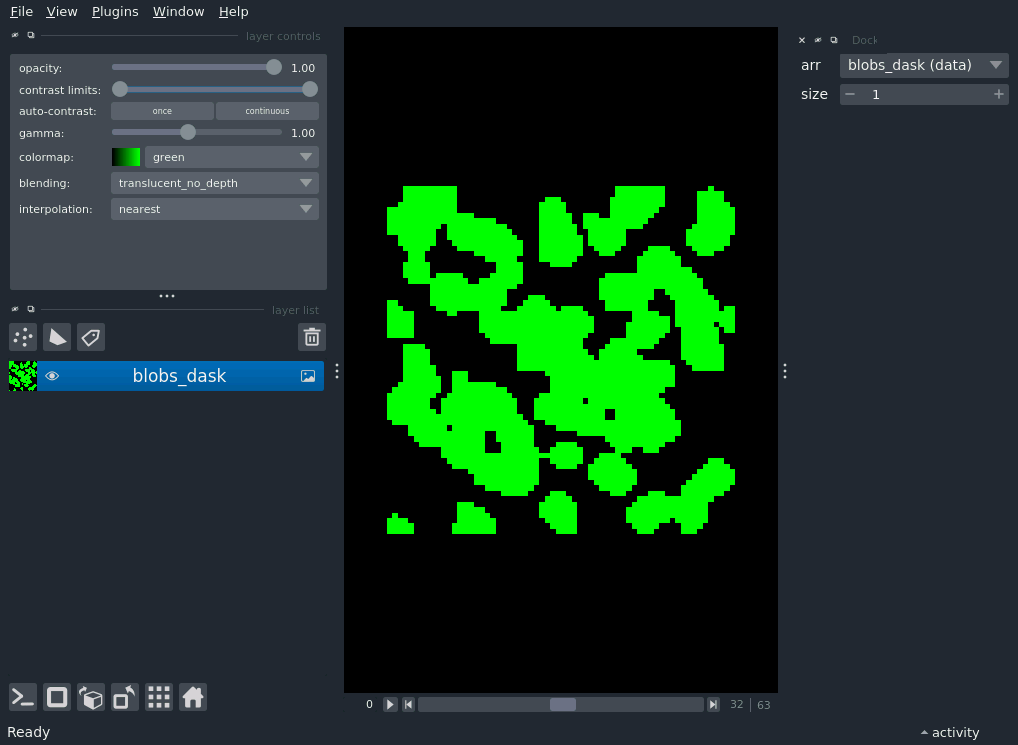 File View Plugins Window Help
layer controls
opacity: 1.00
contrast limits:
auto-contrast: once continuous
gamma: 1.00
colormap: green
blending: translucent_no_depth
interpolation: nearest
layer list
blobs_dask
0 32 63
Dock
arr blobs_dask (data)
size 1
Ready
activity